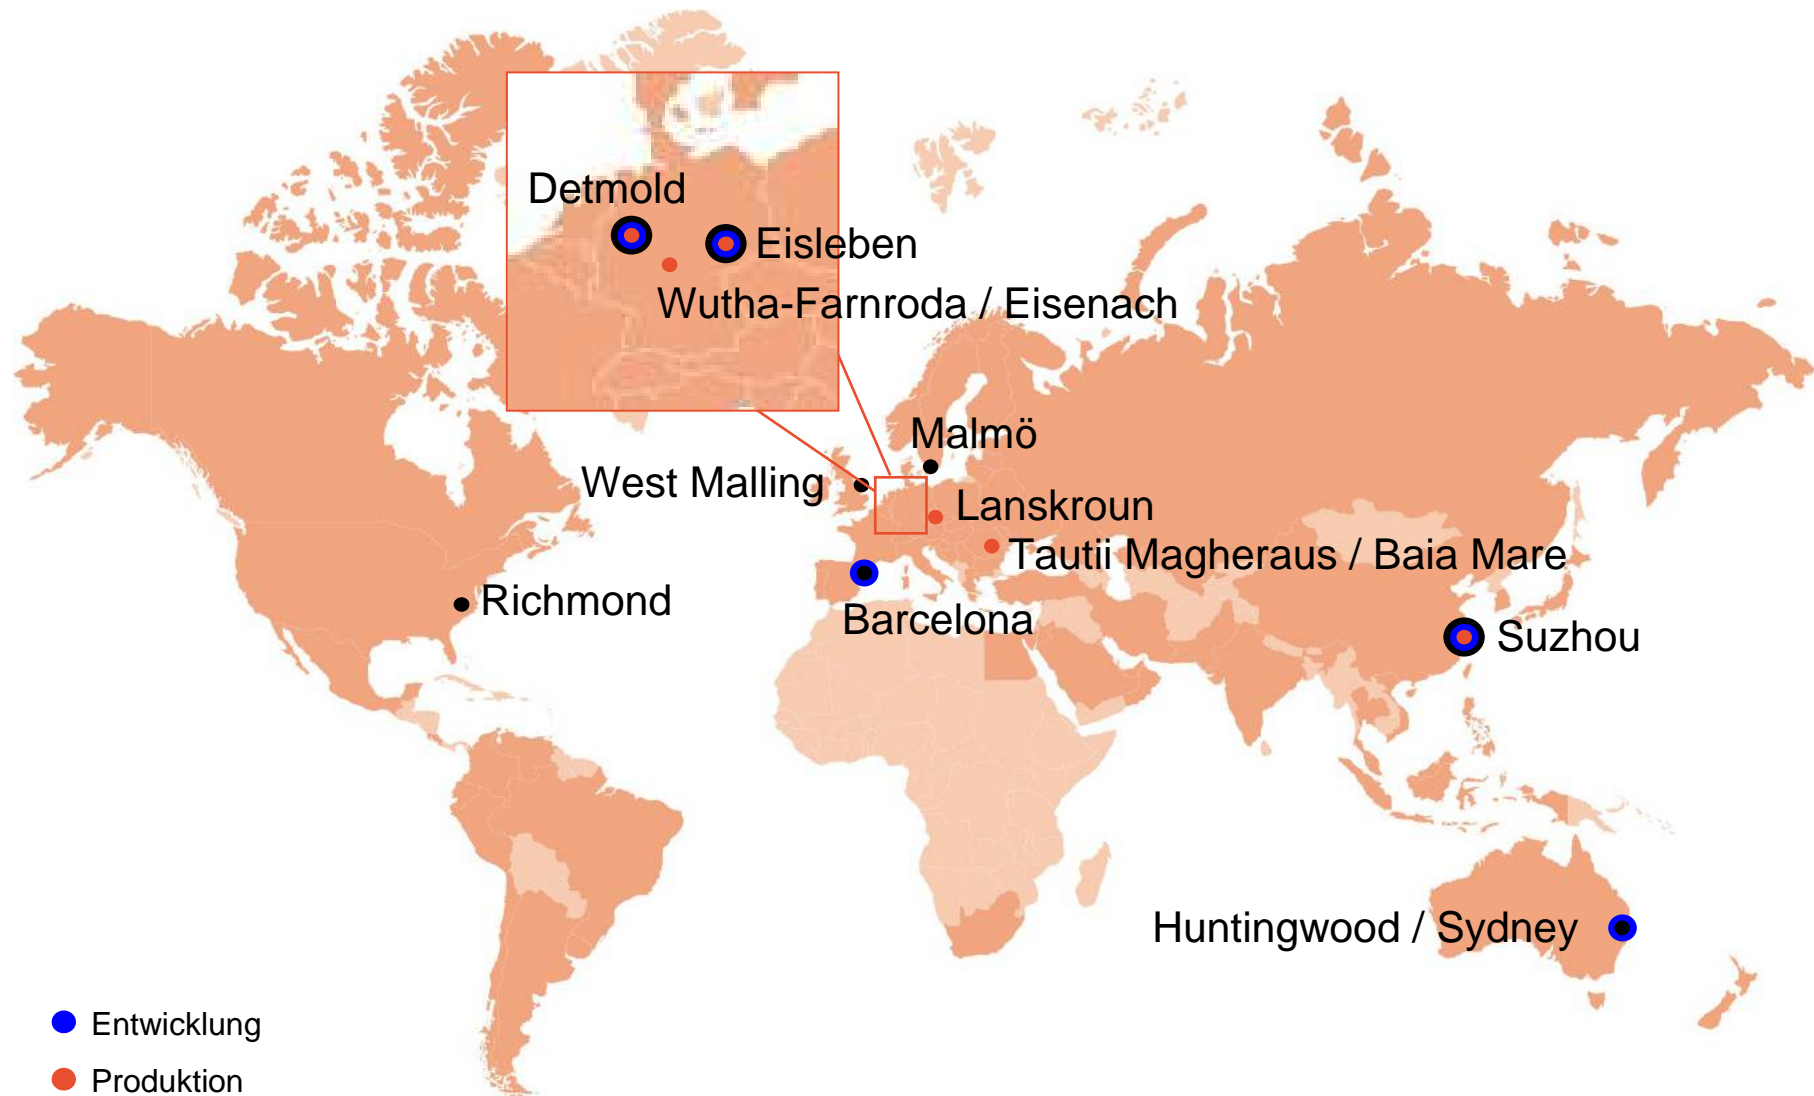 Detmold
Eisleben
Wutha-Farnroda / Eisenach
Malmö
West Malling
Lanskroun
Tautii Magheraus / Baia Mare
Richmond
Barcelona
Suzhou
Huntingwood / Sydney
Entwicklung
Produktion